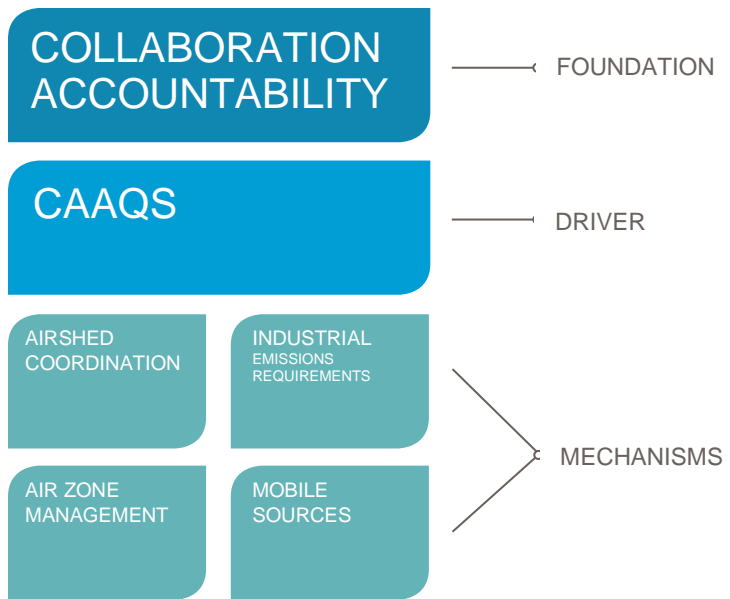 COLLABORATION
ACCOUNTABILITY
FOUNDATION
CAAQS
DRIVER
AIRSHED
COORDINATION
INDUSTRIAL
EMISSIONS
REQUIREMENTS
MECHANISMS
AIR ZONE
MANAGEMENT
MOBILE
SOURCES